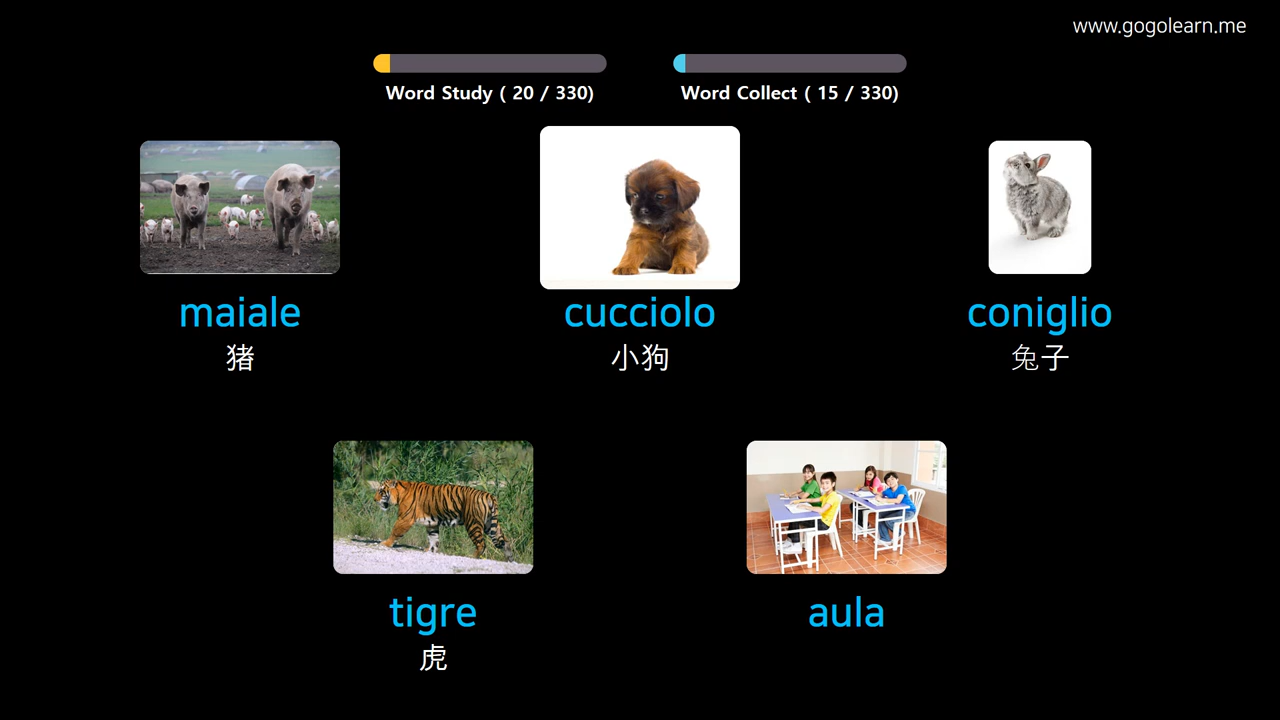 www.gogolearn.me
Word Study ( 20 / 330)
Word Collect ( 15 / 330)
maiale
猪
cucciolo
小狗
coniglio
兔子
tigre
虎
aula